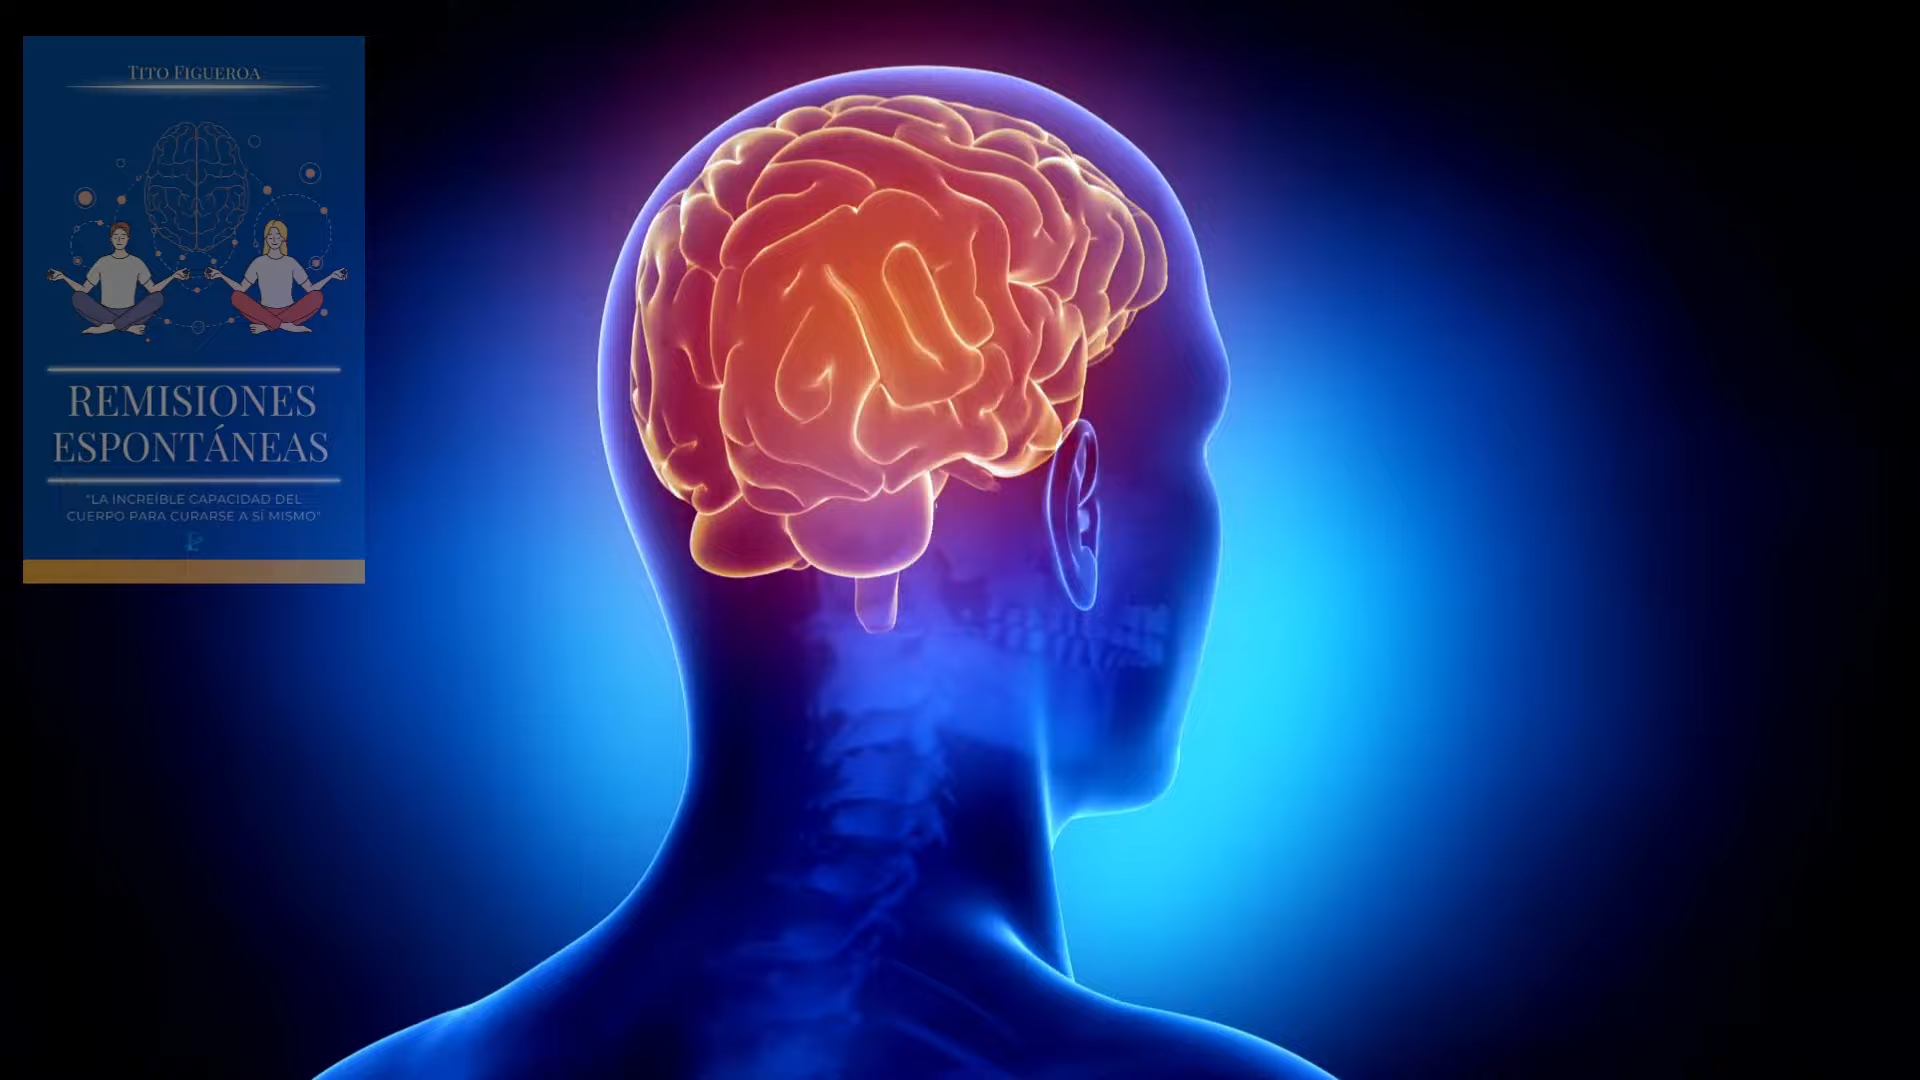 TITO FIGUEROA
REMISIONES
ESPONTÁNEAS
"LA INCREÍBLE CAPACIDAD DEL
CUERPO PARA CURARSE A SÍ MISMO"